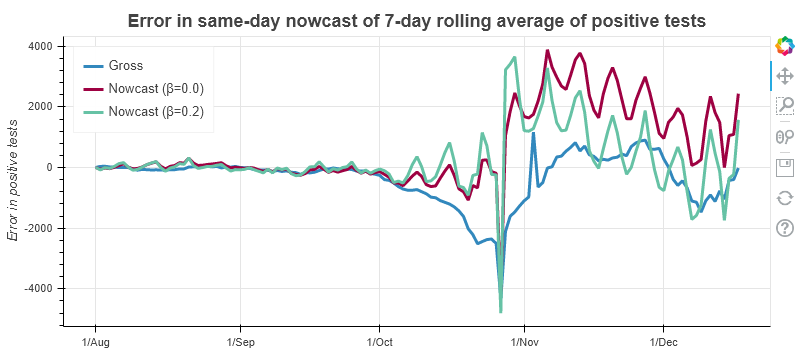 Error in same-day nowcast of 7-day rolling average of positive tests
Error in positive tests
4000
2000
0
-2000
-4000
Gross
Nowcast (β=0.0)
Nowcast (β=0.2)
1/Aug
1/Sep
1/Oct
1/Nov
1/Dec